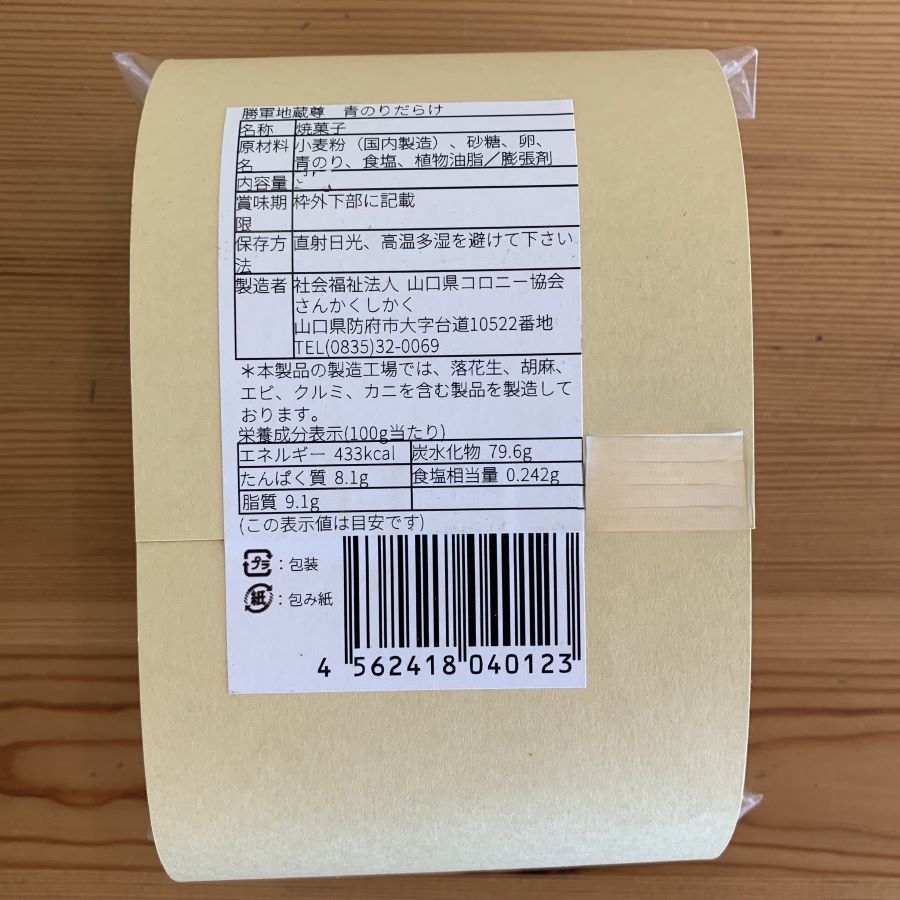 勝軍地蔵尊 青のりだらけ
名称 焼菓子
原材料名 小麦粉(国内製造)、砂糖、卵、
青のり、食塩、植物油脂/膨張剤
内容量
賞味期限 枠外下部に記載
保存方法 直射日光、高温多湿を避けて下さい
製造者 社会福祉法人 山口県コロニー協会
さんかくしかく
山口県防府市大字台道10522番地
TEL(0835)32-0069
*本製品の製造工場では、落花生、胡麻、
エビ、クルミ、カニを含む製品を製造して
おります。
栄養成分表示(100g当たり)
エネルギー 433kcal 炭水化物 79.6g
たんぱく質 8.1g 食塩相当量 0.242g
脂質 9.1g
(この表示値は目安です)
プラ:包装
紙:包み紙
4 562418 040123